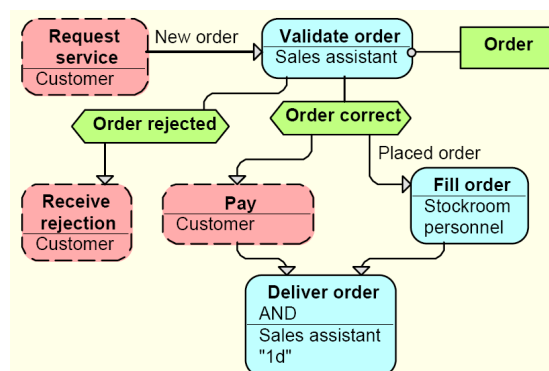 Request
service
Customer
New order
Validate order
Sales assistant
Order
Order rejected
Order correct
Placed order
Receive
rejection
Customer
Pay
Customer
Fill order
Stockroom
personnel
Deliver order
AND
Sales assistant
"1d"